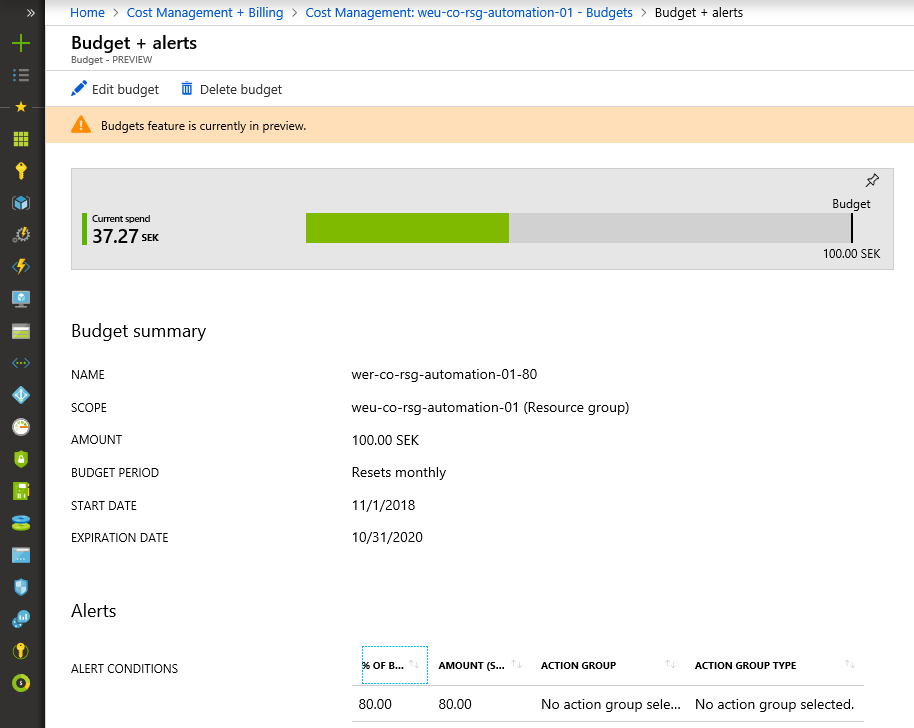 Home > Cost Management + Billing > Cost Management: weu-co-rsg-automation-01 - Budgets > Budget + alerts
Budget + alerts
Budget - PREVIEW
Edit budget Delete budget
Budgets feature is currently in preview.
Budget
Current spend
37.27 SEK
100.00 SEK
Budget summary
NAME wer-co-rsg-automation-01-80
SCOPE weu-co-rsg-automation-01 (Resource group)
AMOUNT 100.00 SEK
BUDGET PERIOD Resets monthly
START DATE 11/1/2018
EXPIRATION DATE 10/31/2020
Alerts
ALERT CONDITIONS % OF B... AMOUNT (S... ACTION GROUP ACTION GROUP TYPE
80.00 80.00 No action group sele... No action group selected.